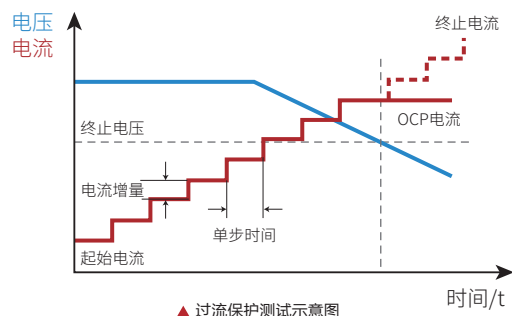 电压
电流
终止电流
终止电压
OCP电流
电流增量
单步时间
起始电流
时间/t
▲ 过流保护测试示意图